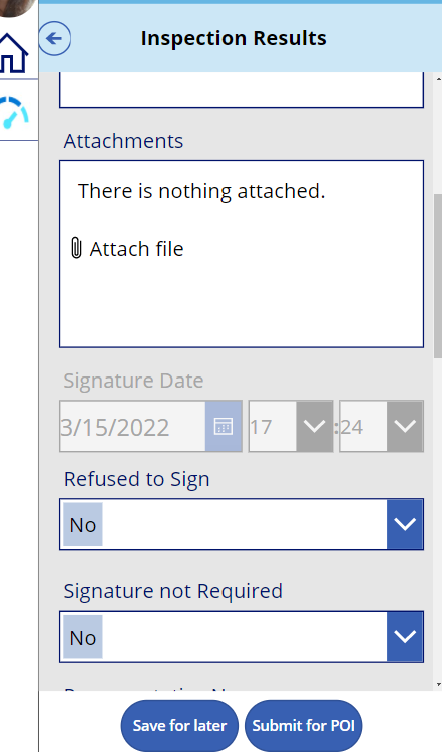 Inspection Results
Attachments
There is nothing attached.
Attach file
Signature Date
3/15/2022 17 :24
Refused to Sign
No
Signature not Required
No
Save for later Submit for POI